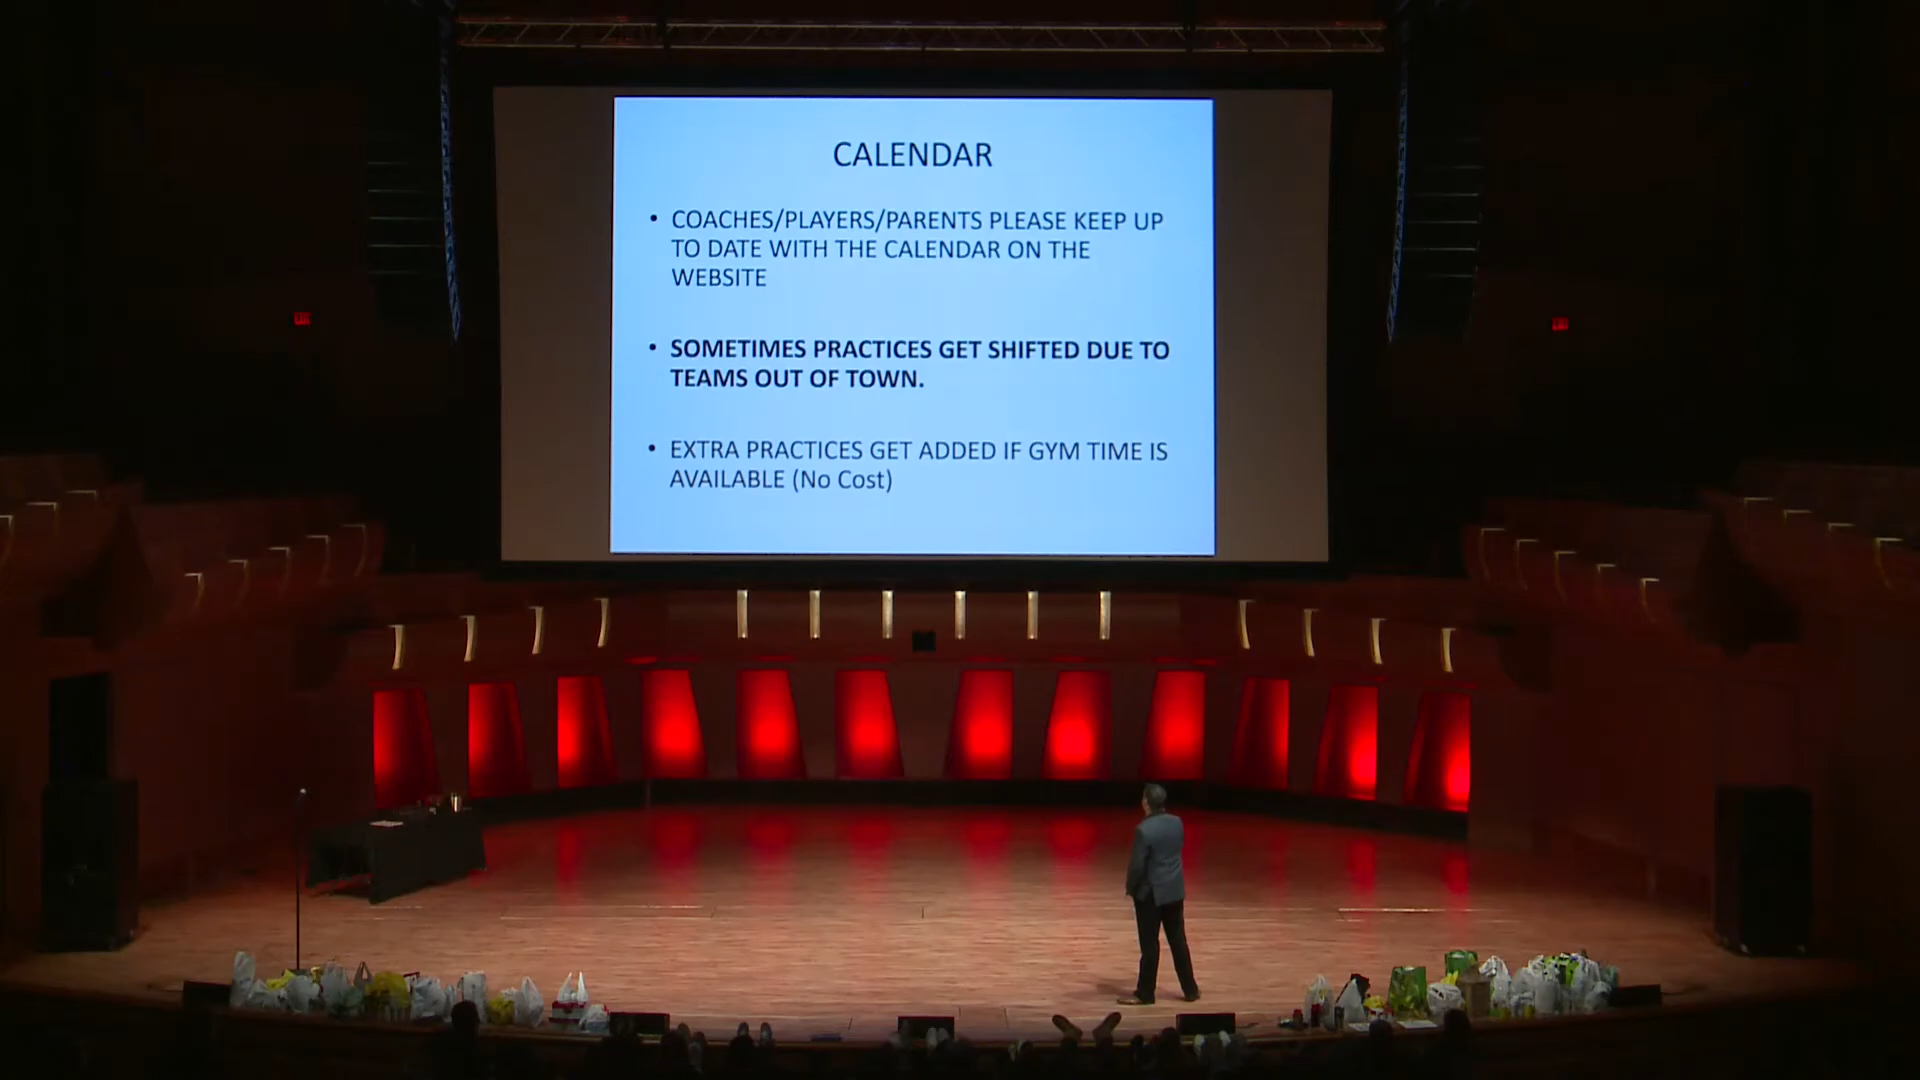 CALENDAR
• COACHES/PLAYERS/PARENTS PLEASE KEEP UP
TO DATE WITH THE CALENDAR ON THE
WEBSITE
• SOMETIMES PRACTICES GET SHIFTED DUE TO
TEAMS OUT OF TOWN.
• EXTRA PRACTICES GET ADDED IF GYM TIME IS
AVAILABLE (No Cost)